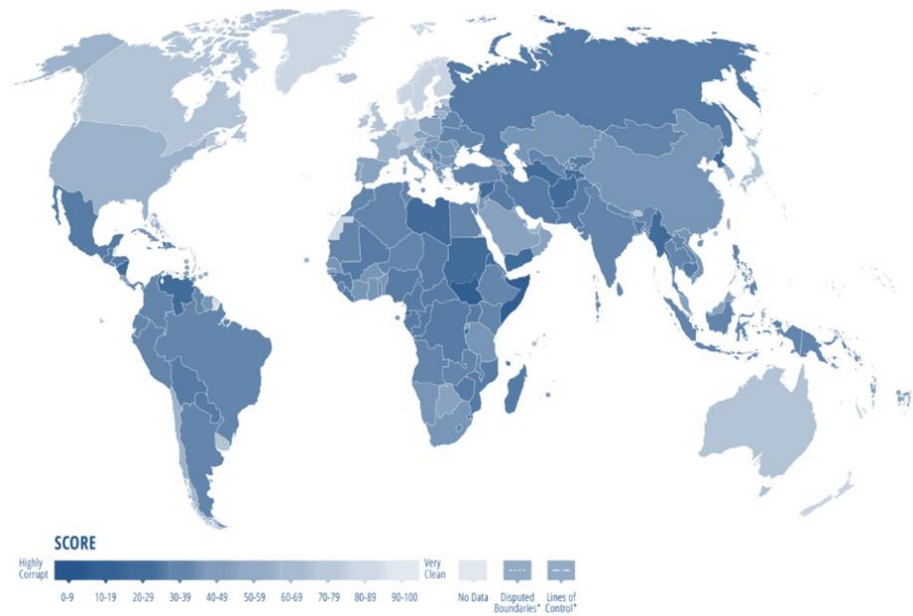 SCORE
Highly
Corrupt
Very
Clean
0-9 10-19 20-29 30-39 40-49 50-59 60-69 70-79 80-89 90-100
No Data
Disputed
Boundaries*
Lines of
Control*